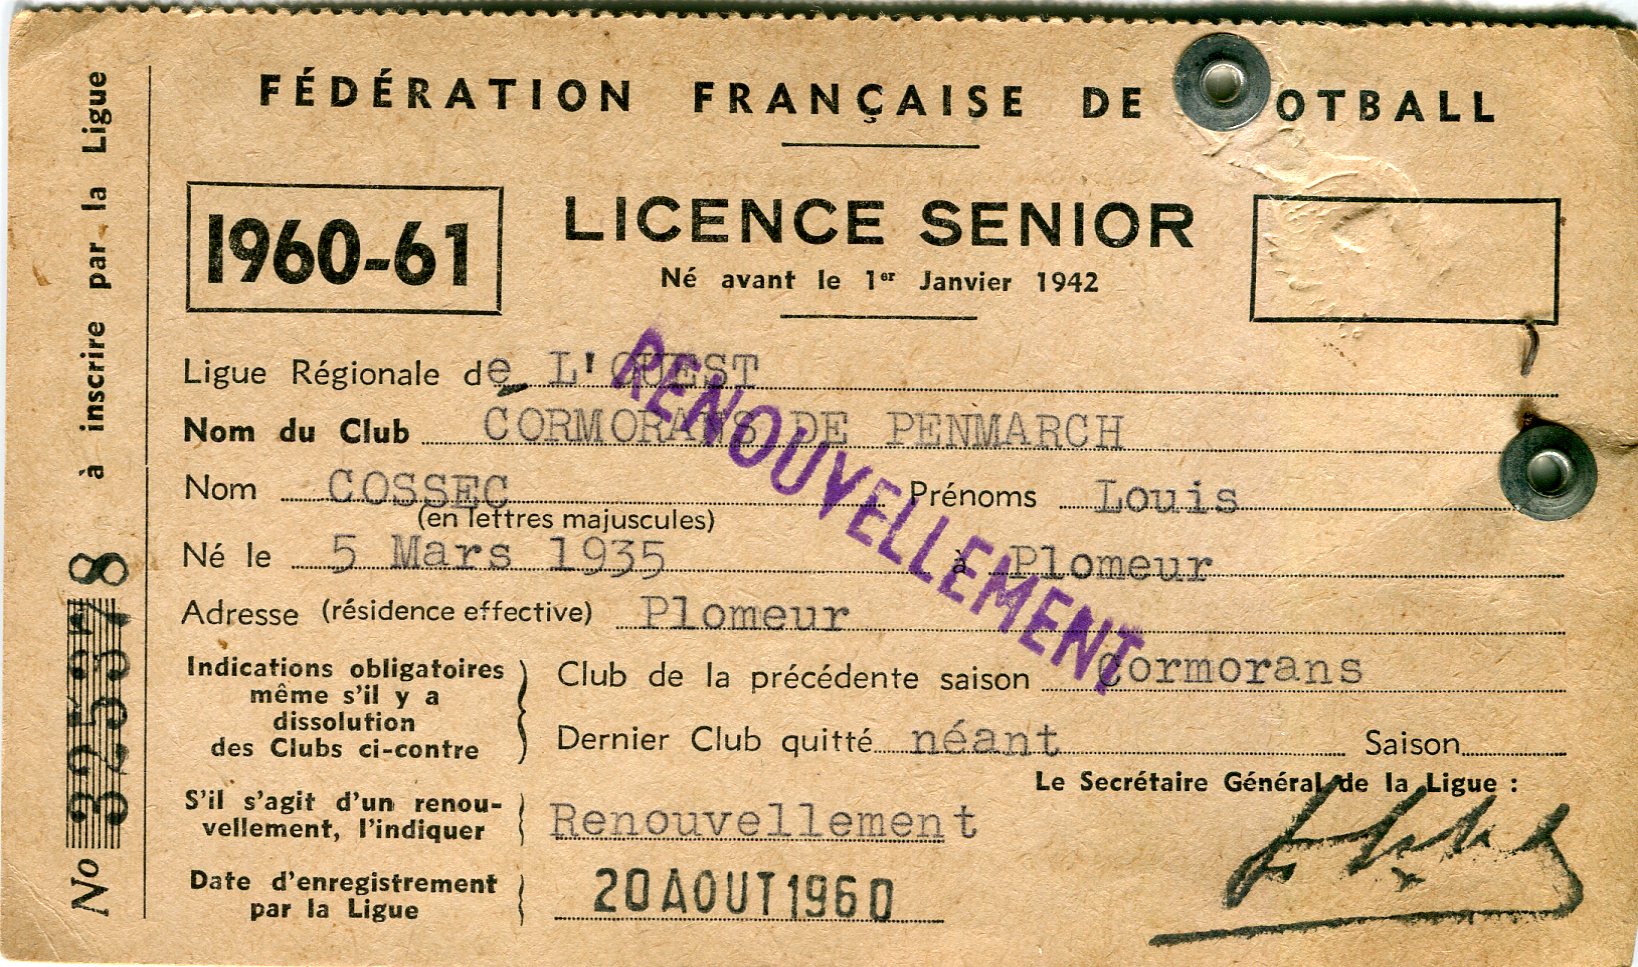 FÉDÉRATION FRANÇAISE DE OTBALL
1960-61
LICENCE SENIOR
Né avant le 1er Janvier 1942
Ligue Régionale de L'OUEST
Nom du Club CORMORANS DE PENMARCH
Nom COSSEC Prénoms Louis
(en lettres majuscules)
Né le 5 Mars 1935 à Plomeur
Adresse (résidence effective) Plomeur
Indications obligatoires
même s'il y a
dissolution
des Clubs ci-contre
Club de la précédente saison Cormorans
Dernier Club quitté néant Saison
Le Secrétaire Général de la Ligue :
S'il s'agit d'un renou-
vellement, l'indiquer
Renouvellement
Date d'enregistrement
par la Ligue
20 AOUT 1960
RENOUVELLEMENT
No 325378 à inscrire par la Ligue